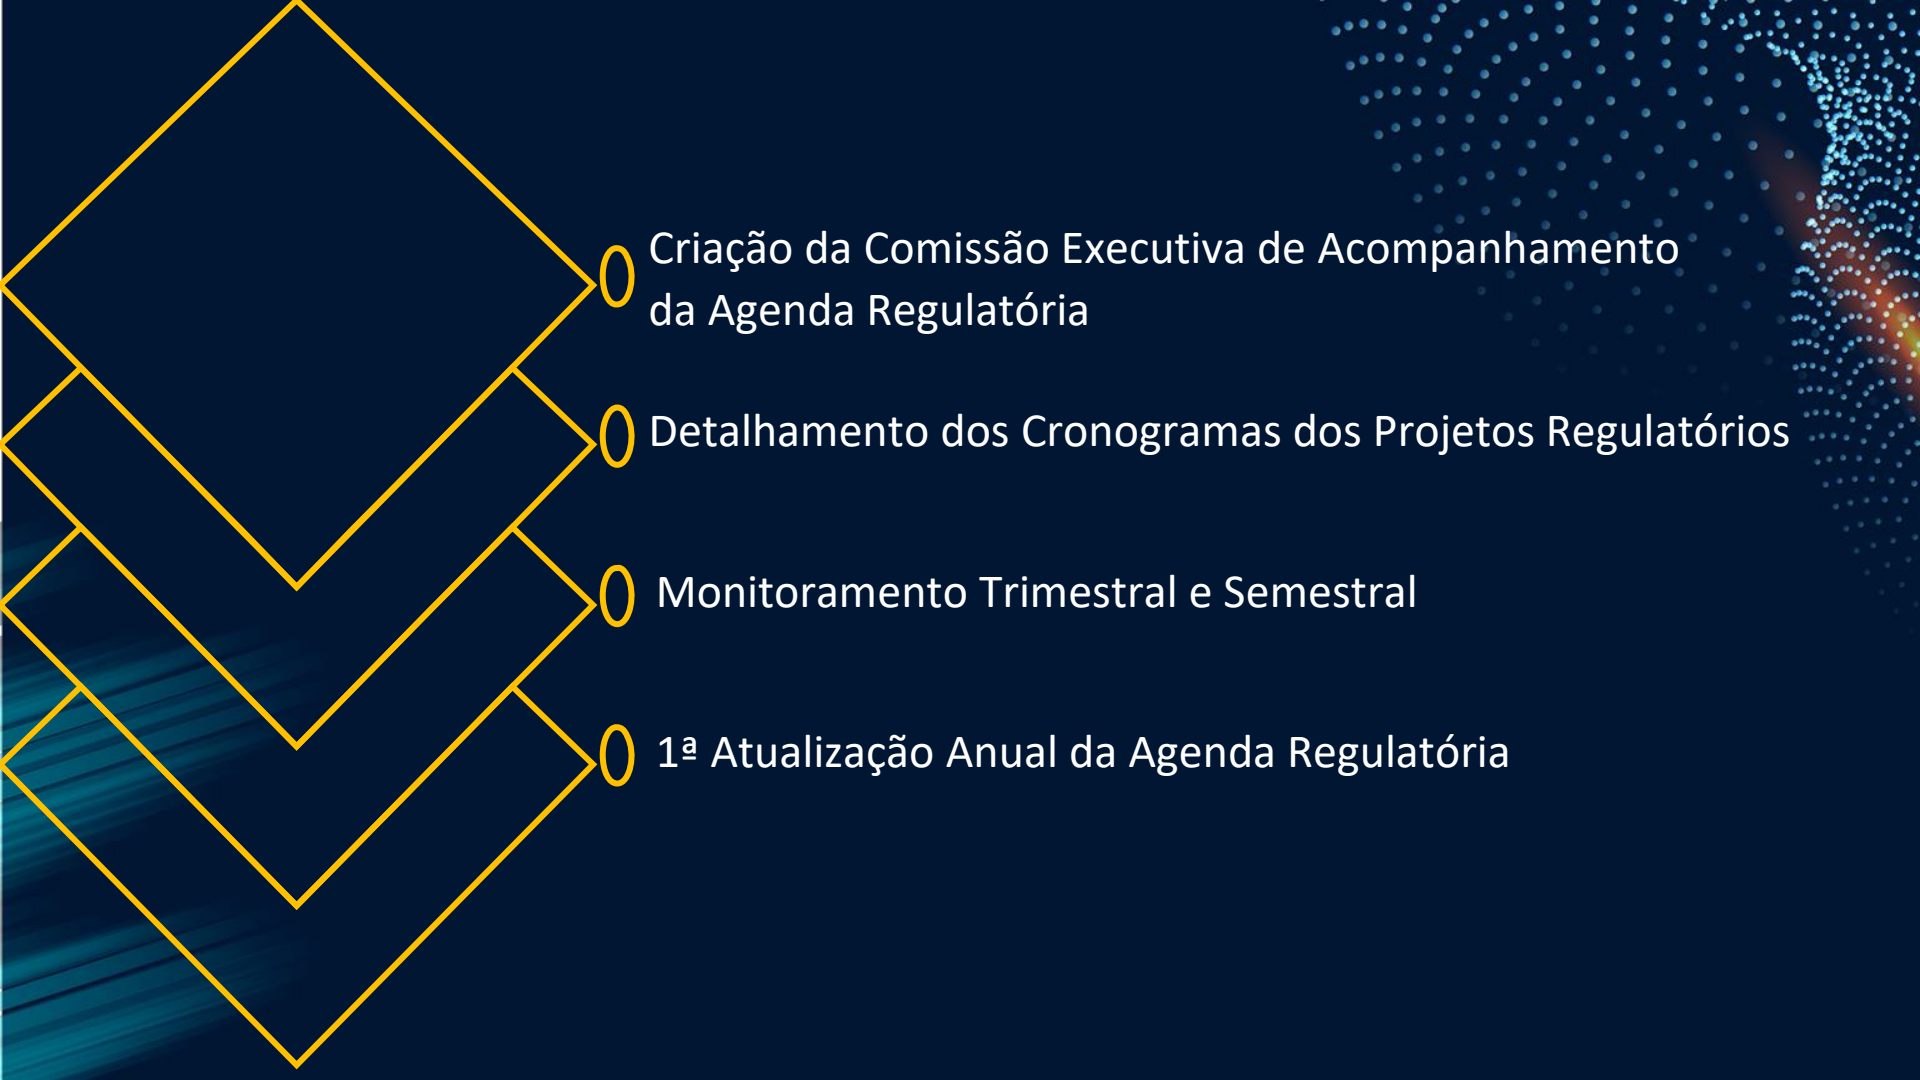 Criação da Comissão Executiva de Acompanhamento
da Agenda Regulatória
Detalhamento dos Cronogramas dos Projetos Regulatórios
Monitoramento Trimestral e Semestral
1ª Atualização Anual da Agenda Regulatória